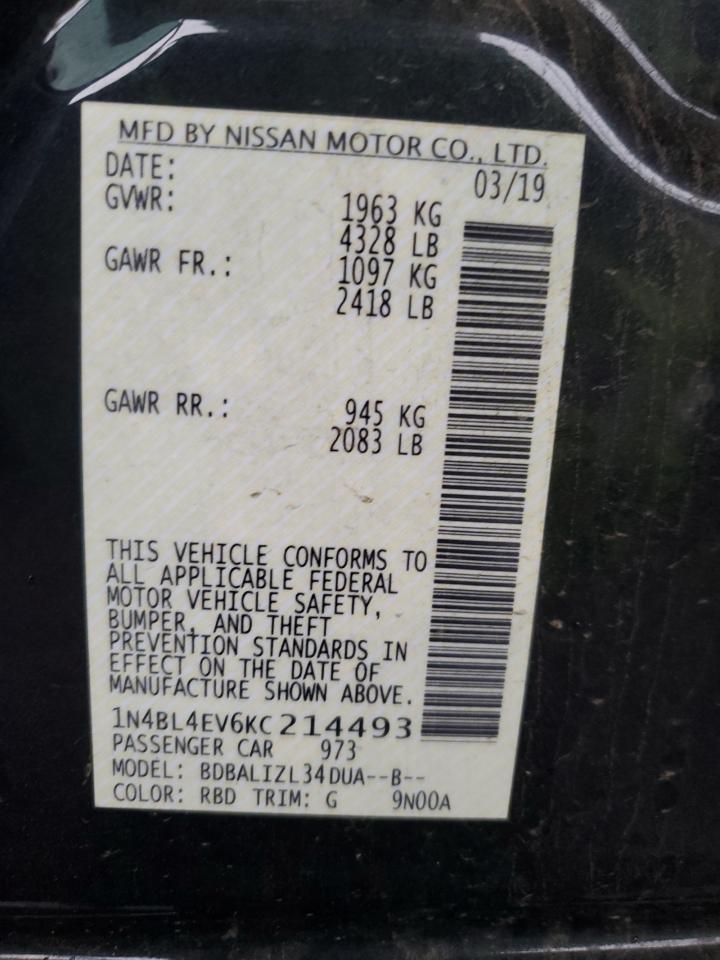 MFD BY NISSAN MOTOR CO., LTD.
DATE: 03/19
GVWR: 1963 KG
4328 LB
GAWR FR.: 1097 KG
2418 LB
GAWR RR.: 945 KG
2083 LB
THIS VEHICLE CONFORMS TO
ALL APPLICABLE FEDERAL
MOTOR VEHICLE SAFETY,
BUMPER, AND THEFT
PREVENTION STANDARDS IN
EFFECT ON THE DATE OF
MANUFACTURE SHOWN ABOVE.
1N4BL4EV6KC214493
PASSENGER CAR 973
MODEL: BDBALIZL34DUA--B--
COLOR: RBD TRIM: G 9N00A